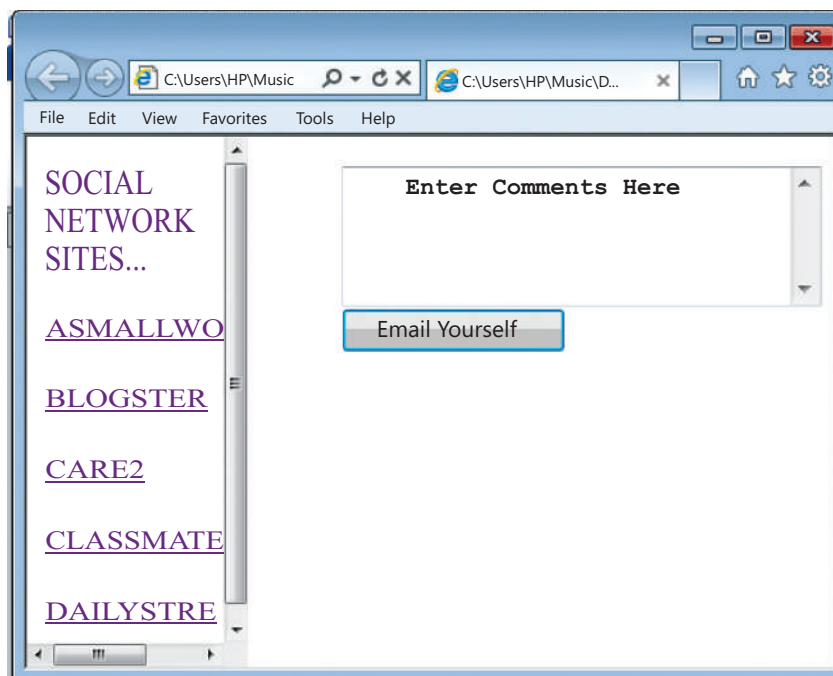 C:\Users\HP\Music
C:\Users\HP\Music\D...
File Edit View Favorites Tools Help
SOCIAL
NETWORK
SITES...
ASMALLWO
BLOGSTER
CARE2
CLASSMATE
DAILYSTRE
Enter Comments Here
Email Yourself